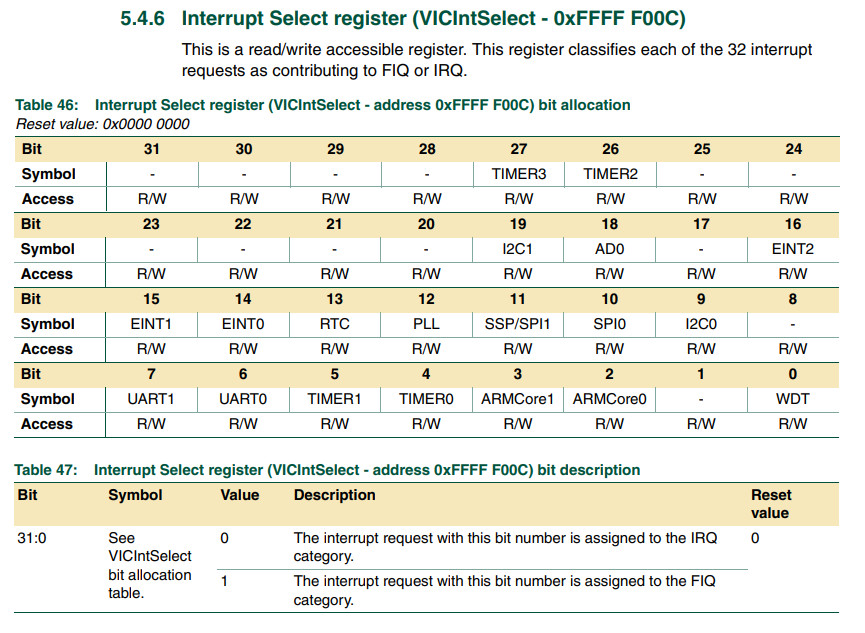 5.4.6 Interrupt Select register (VICIntSelect - 0xFFFF F00C)
This is a read/write accessible register. This register classifies each of the 32 interrupt
requests as contributing to FIQ or IRQ.
Table 46: Interrupt Select register (VICIntSelect - address 0xFFFF F00C) bit allocation
Reset value: 0x0000 0000
Bit 31 30 29 28 27 26 25 24
Symbol - - - - TIMER3 TIMER2 - -
Access R/W R/W R/W R/W R/W R/W R/W R/W
Bit 23 22 21 20 19 18 17 16
Symbol - - - - I2C1 AD0 - EINT2
Access R/W R/W R/W R/W R/W R/W R/W R/W
Bit 15 14 13 12 11 10 9 8
Symbol EINT1 EINT0 RTC PLL SSP/SPI1 SPI0 I2C0 -
Access R/W R/W R/W R/W R/W R/W R/W R/W
Bit 7 6 5 4 3 2 1 0
Symbol UART1 UART0 TIMER1 TIMER0 ARMCore1 ARMCore0 - WDT
Access R/W R/W R/W R/W R/W R/W R/W R/W
Table 47: Interrupt Select register (VICIntSelect - address 0xFFFF F00C) bit description
Bit Symbol Value Description Reset
value
31:0 See 0 The interrupt request with this bit number is assigned to the IRQ 0
VICIntSelect category.
bit allocation 1 The interrupt request with this bit number is assigned to the FIQ
table. category.